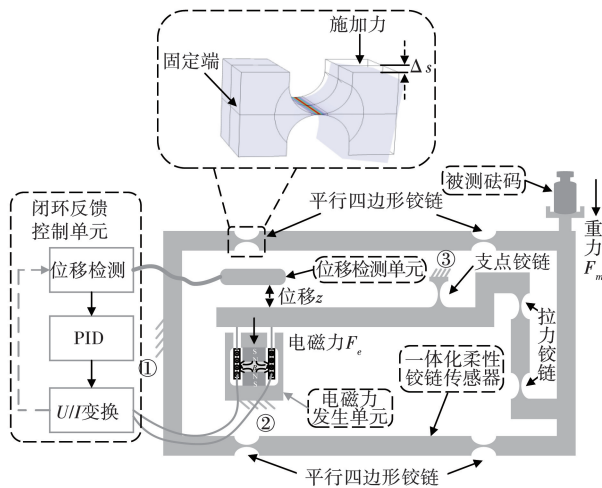 施加力
固定端
Δs
被测砝码
平行四边形铰链
重力
Fm
闭环反馈
控制单元
位移检测
PID
U/I变换
①
位移检测单元
③
支点铰链
位移z
电磁力Fe
拉力铰链
一体化柔性
铰链传感器
电磁力
发生单元
②
平行四边形铰链